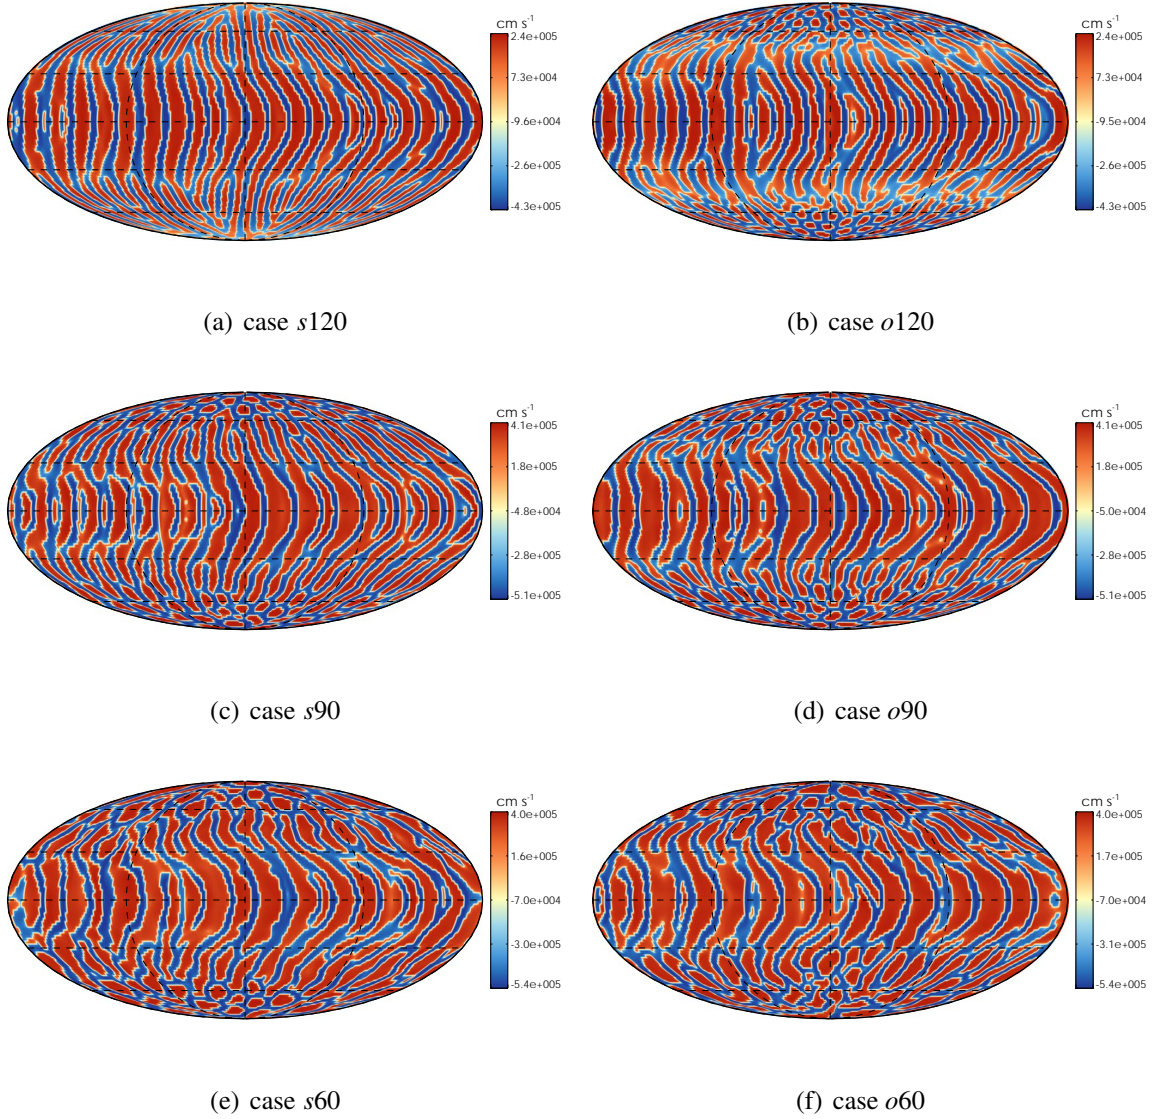 cm s-1
2.4e+005
7.3e+004
-9.6e+004
-2.6e+005
-4.3e+005
(a) case s120
cm s-1
2.4e+005
7.3e+004
-9.5e+004
-2.6e+005
-4.3e+005
(b) case o120
cm s-1
4.1e+005
1.8e+005
-4.8e+004
-2.8e+005
-5.1e+005
(c) case s90
cm s-1
4.1e+005
1.8e+005
-5.0e+004
-2.8e+005
-5.1e+005
(d) case o90
cm s-1
4.0e+005
1.6e+005
-7.0e+004
-3.0e+005
-5.4e+005
(e) case s60
cm s-1
4.0e+005
1.7e+005
-7.0e+004
-3.1e+005
-5.4e+005
(f) case o60